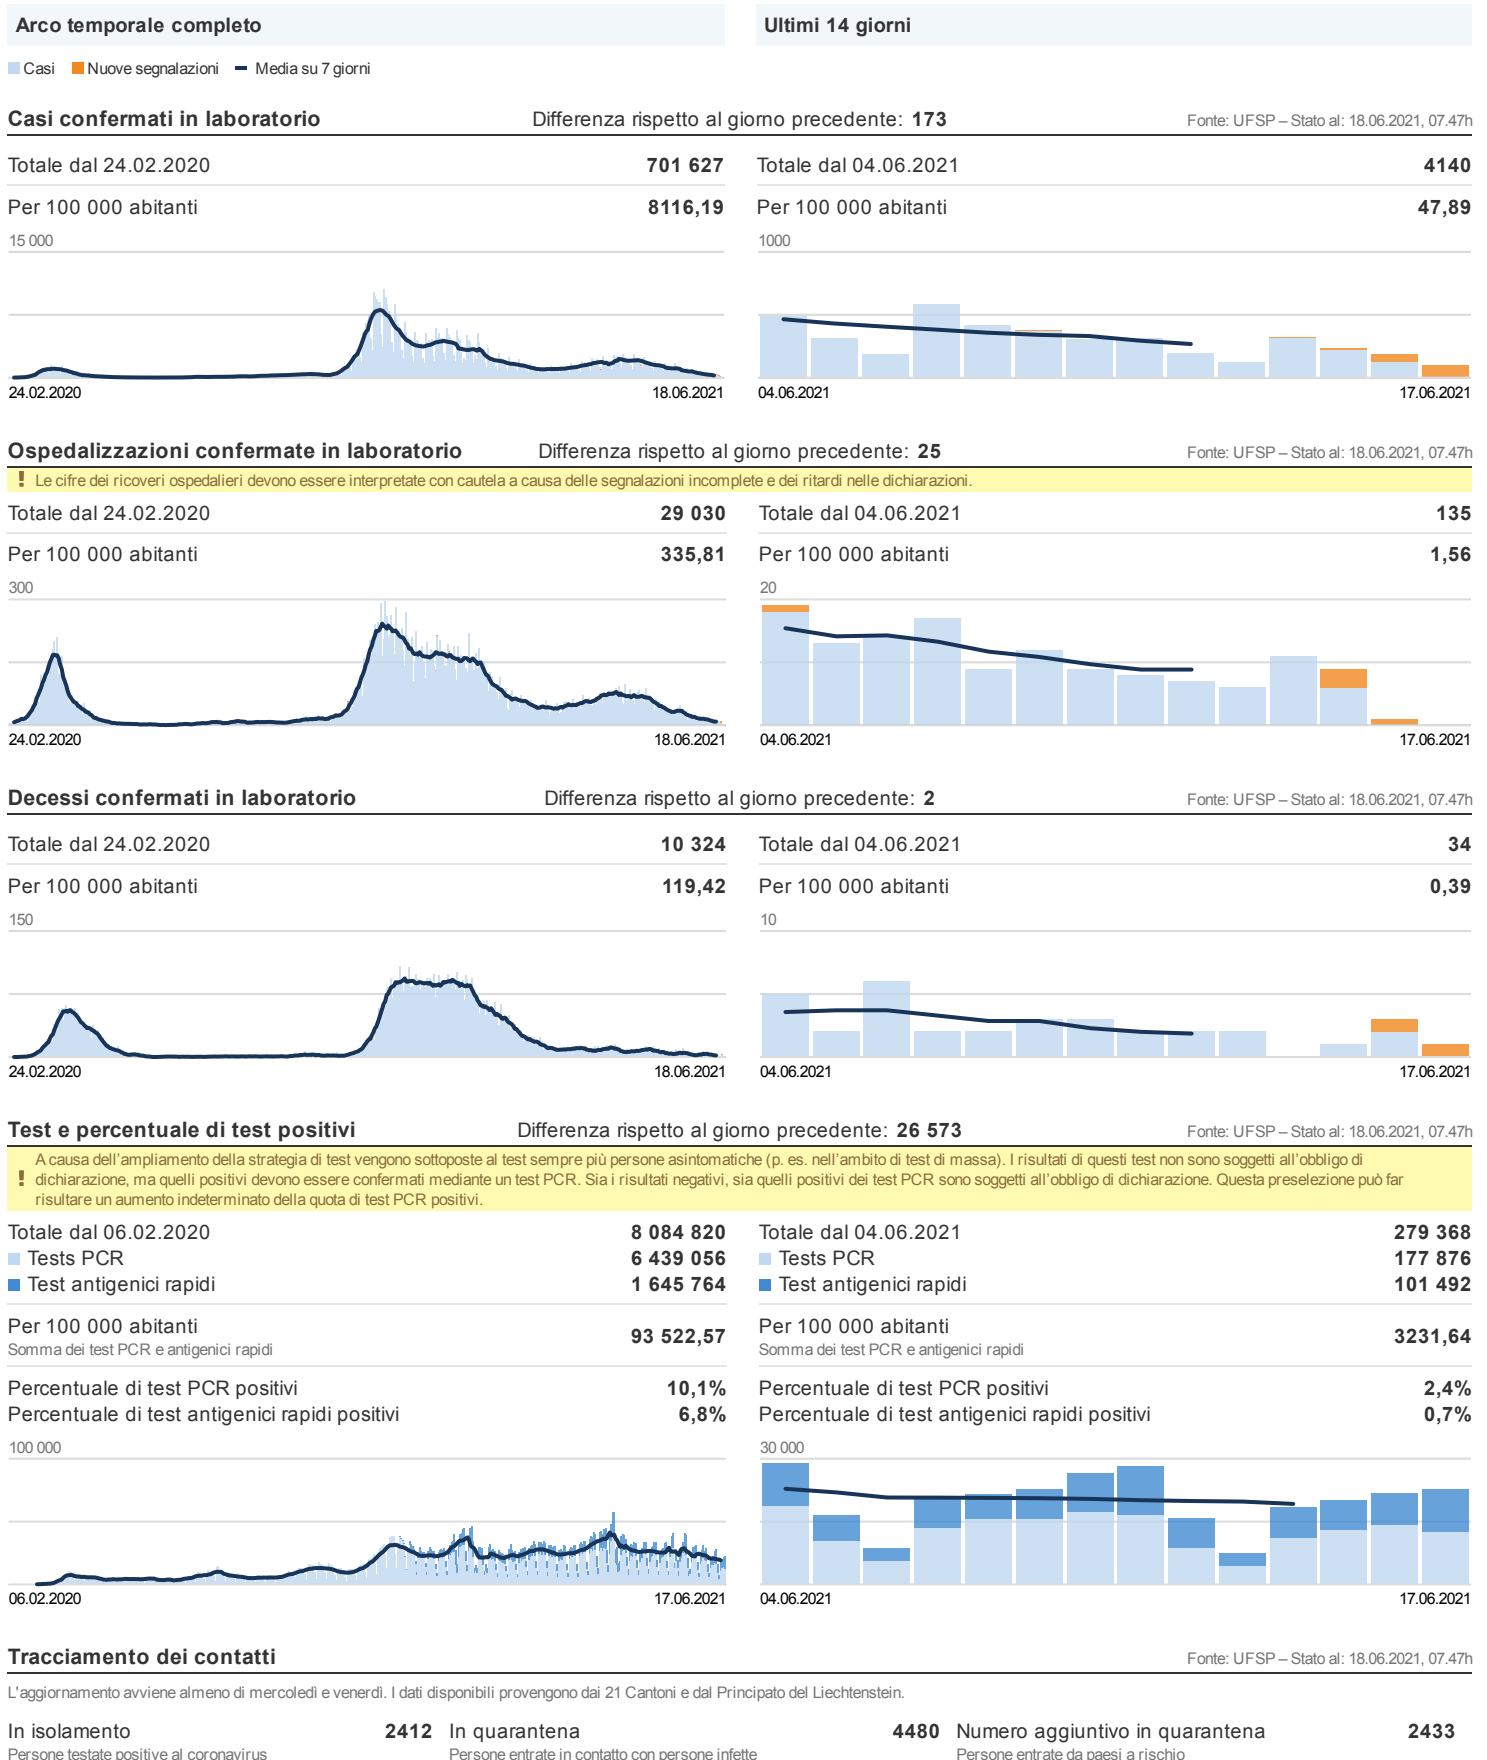 Arco temporale completo
Ultimi 14 giorni
Casi Nuove segnalazioni Media su 7 giorni
Casi confermati in laboratorio Differenza rispetto al giorno precedente: 173 Fonte: UFSP – Stato al: 18.06.2021, 07.47h
Totale dal 24.02.2020 701 627
Per 100 000 abitanti 8116,19
15 000
24.02.2020 18.06.2021
Totale dal 04.06.2021 4140
Per 100 000 abitanti 47,89
1000
04.06.2021 17.06.2021
Ospedalizzazioni confermate in laboratorio Differenza rispetto al giorno precedente: 25 Fonte: UFSP – Stato al: 18.06.2021, 07.47h
! Le cifre dei ricoveri ospedalieri devono essere interpretate con cautela a causa delle segnalazioni incomplete e dei ritardi nelle dichiarazioni.
Totale dal 24.02.2020 29 030
Per 100 000 abitanti 335,81
300
24.02.2020 18.06.2021
Totale dal 04.06.2021 135
Per 100 000 abitanti 1,56
20
04.06.2021 17.06.2021
Decessi confermati in laboratorio Differenza rispetto al giorno precedente: 2 Fonte: UFSP – Stato al: 18.06.2021, 07.47h
Totale dal 24.02.2020 10 324
Per 100 000 abitanti 119,42
150
24.02.2020 18.06.2021
Totale dal 04.06.2021 34
Per 100 000 abitanti 0,39
10
04.06.2021 17.06.2021
Test e percentuale di test positivi Differenza rispetto al giorno precedente: 26 573 Fonte: UFSP – Stato al: 18.06.2021, 07.47h
A causa dell'ampliamento della strategia di test vengono sottoposte al test sempre più persone asintomatiche (p. es. nell'ambito di test di massa). I risultati di questi test non sono soggetti all'obbligo di
! dichiarazione, ma quelli positivi devono essere confermati mediante un test PCR. Sia i risultati negativi, sia quelli positivi dei test PCR sono soggetti all'obbligo di dichiarazione. Questa preselezione può far
risultare un aumento indeterminato della quota di test PCR positivi.
Totale dal 06.02.2020 8 084 820
Tests PCR 6 439 056
Test antigenici rapidi 1 645 764
Per 100 000 abitanti 93 522,57
Somma dei test PCR e antigenici rapidi
Percentuale di test PCR positivi 10,1%
Percentuale di test antigenici rapidi positivi 6,8%
100 000
06.02.2020 17.06.2021
Totale dal 04.06.2021 279 368
Tests PCR 177 876
Test antigenici rapidi 101 492
Per 100 000 abitanti 3231,64
Somma dei test PCR e antigenici rapidi
Percentuale di test PCR positivi 2,4%
Percentuale di test antigenici rapidi positivi 0,7%
30 000
04.06.2021 17.06.2021
Tracciamento dei contatti Fonte: UFSP – Stato al: 18.06.2021, 07.47h
L'aggiornamento avviene almeno di mercoledì e venerdì. I dati disponibili provengono dai 21 Cantoni e dal Principato del Liechtenstein.
In isolamento 2412
Persone testate positive al coronavirus
In quarantena 4480
Persone entrate in contatto con persone infette
Numero aggiuntivo in quarantena 2433
Persone entrate da paesi a rischio